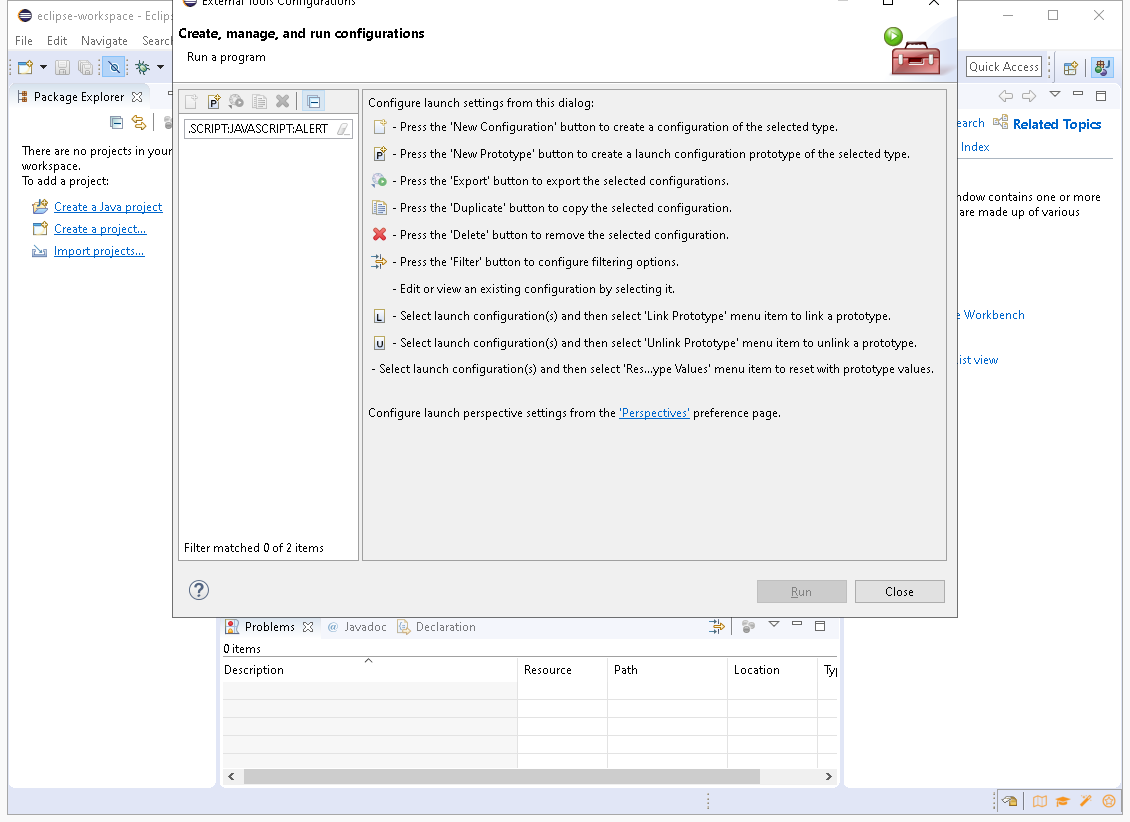 eclipse-workspace - Eclips
External Tools Configurations
File Edit Navigate Search
Create, manage, and run configurations
Run a program
Quick Access
Package Explorer
There are no projects in your
workspace.
To add a project:
Create a Java project
Create a project...
Import projects...
.SCRIPT:JAVASCRIPT:ALERT
Filter matched 0 of 2 items
Configure launch settings from this dialog:
- Press the 'New Configuration' button to create a configuration of the selected type.
- Press the 'New Prototype' button to create a launch configuration prototype of the selected type.
- Press the 'Export' button to export the selected configurations.
- Press the 'Duplicate' button to copy the selected configuration.
- Press the 'Delete' button to remove the selected configuration.
- Press the 'Filter' button to configure filtering options.
- Edit or view an existing configuration by selecting it.
- Select launch configuration(s) and then select 'Link Prototype' menu item to link a prototype.
- Select launch configuration(s) and then select 'Unlink Prototype' menu item to unlink a prototype.
- Select launch configuration(s) and then select 'Res...ype Values' menu item to reset with prototype values.
Configure launch perspective settings from the 'Perspectives' preference page.
Run Close
earch Related Topics
Index
ndow contains one or more
are made up of various
e Workbench
ist view
Problems @ Javadoc Declaration
0 items
Description Resource Path Location Typ